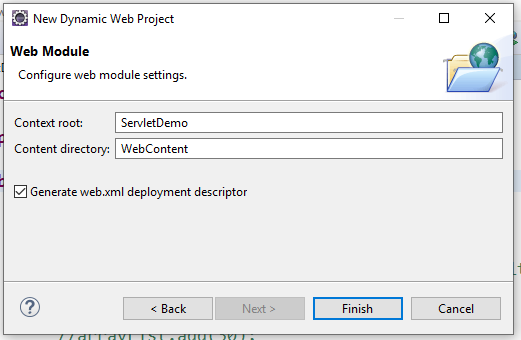 New Dynamic Web Project
Web Module
Configure web module settings.
Context root: ServletDemo
Content directory: WebContent
Generate web.xml deployment descriptor
? < Back Next > Finish Cancel